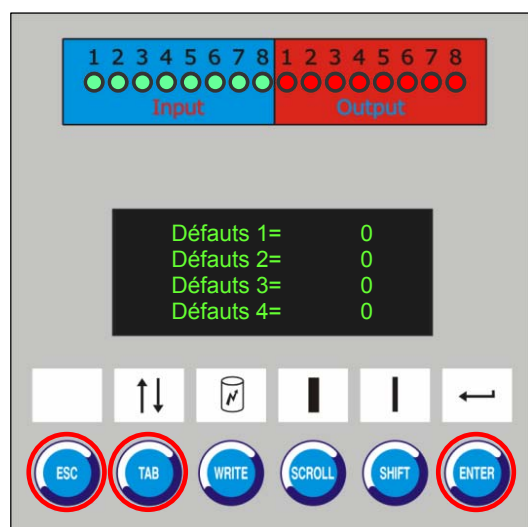 1 2 3 4 5 6 7 8 1 2 3 4 5 6 7 8
Input Output
Défauts 1= 0
Défauts 2= 0
Défauts 3= 0
Défauts 4= 0
ESC TAB WRITE SCROLL SHIFT ENTER